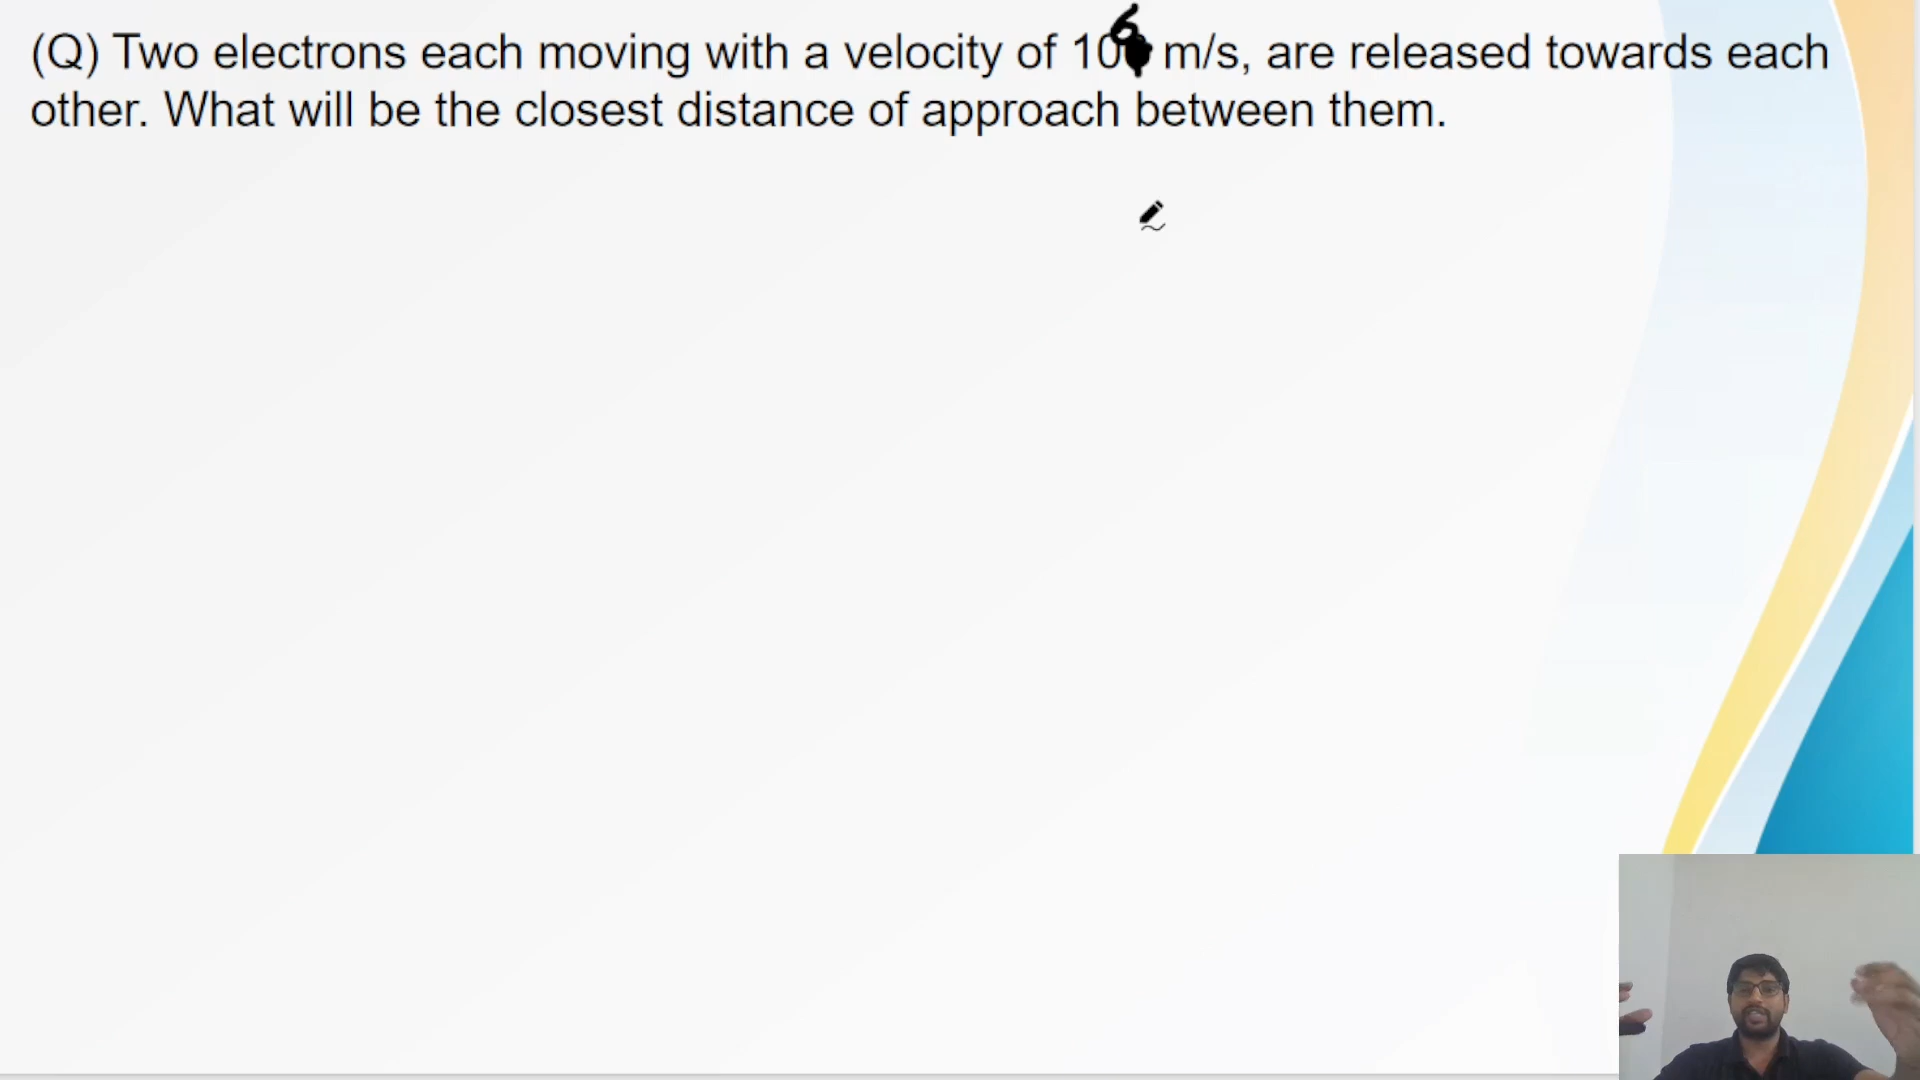 (Q) Two electrons each moving with a velocity of 10⁶ m/s, are released towards each
other. What will be the closest distance of approach between them.